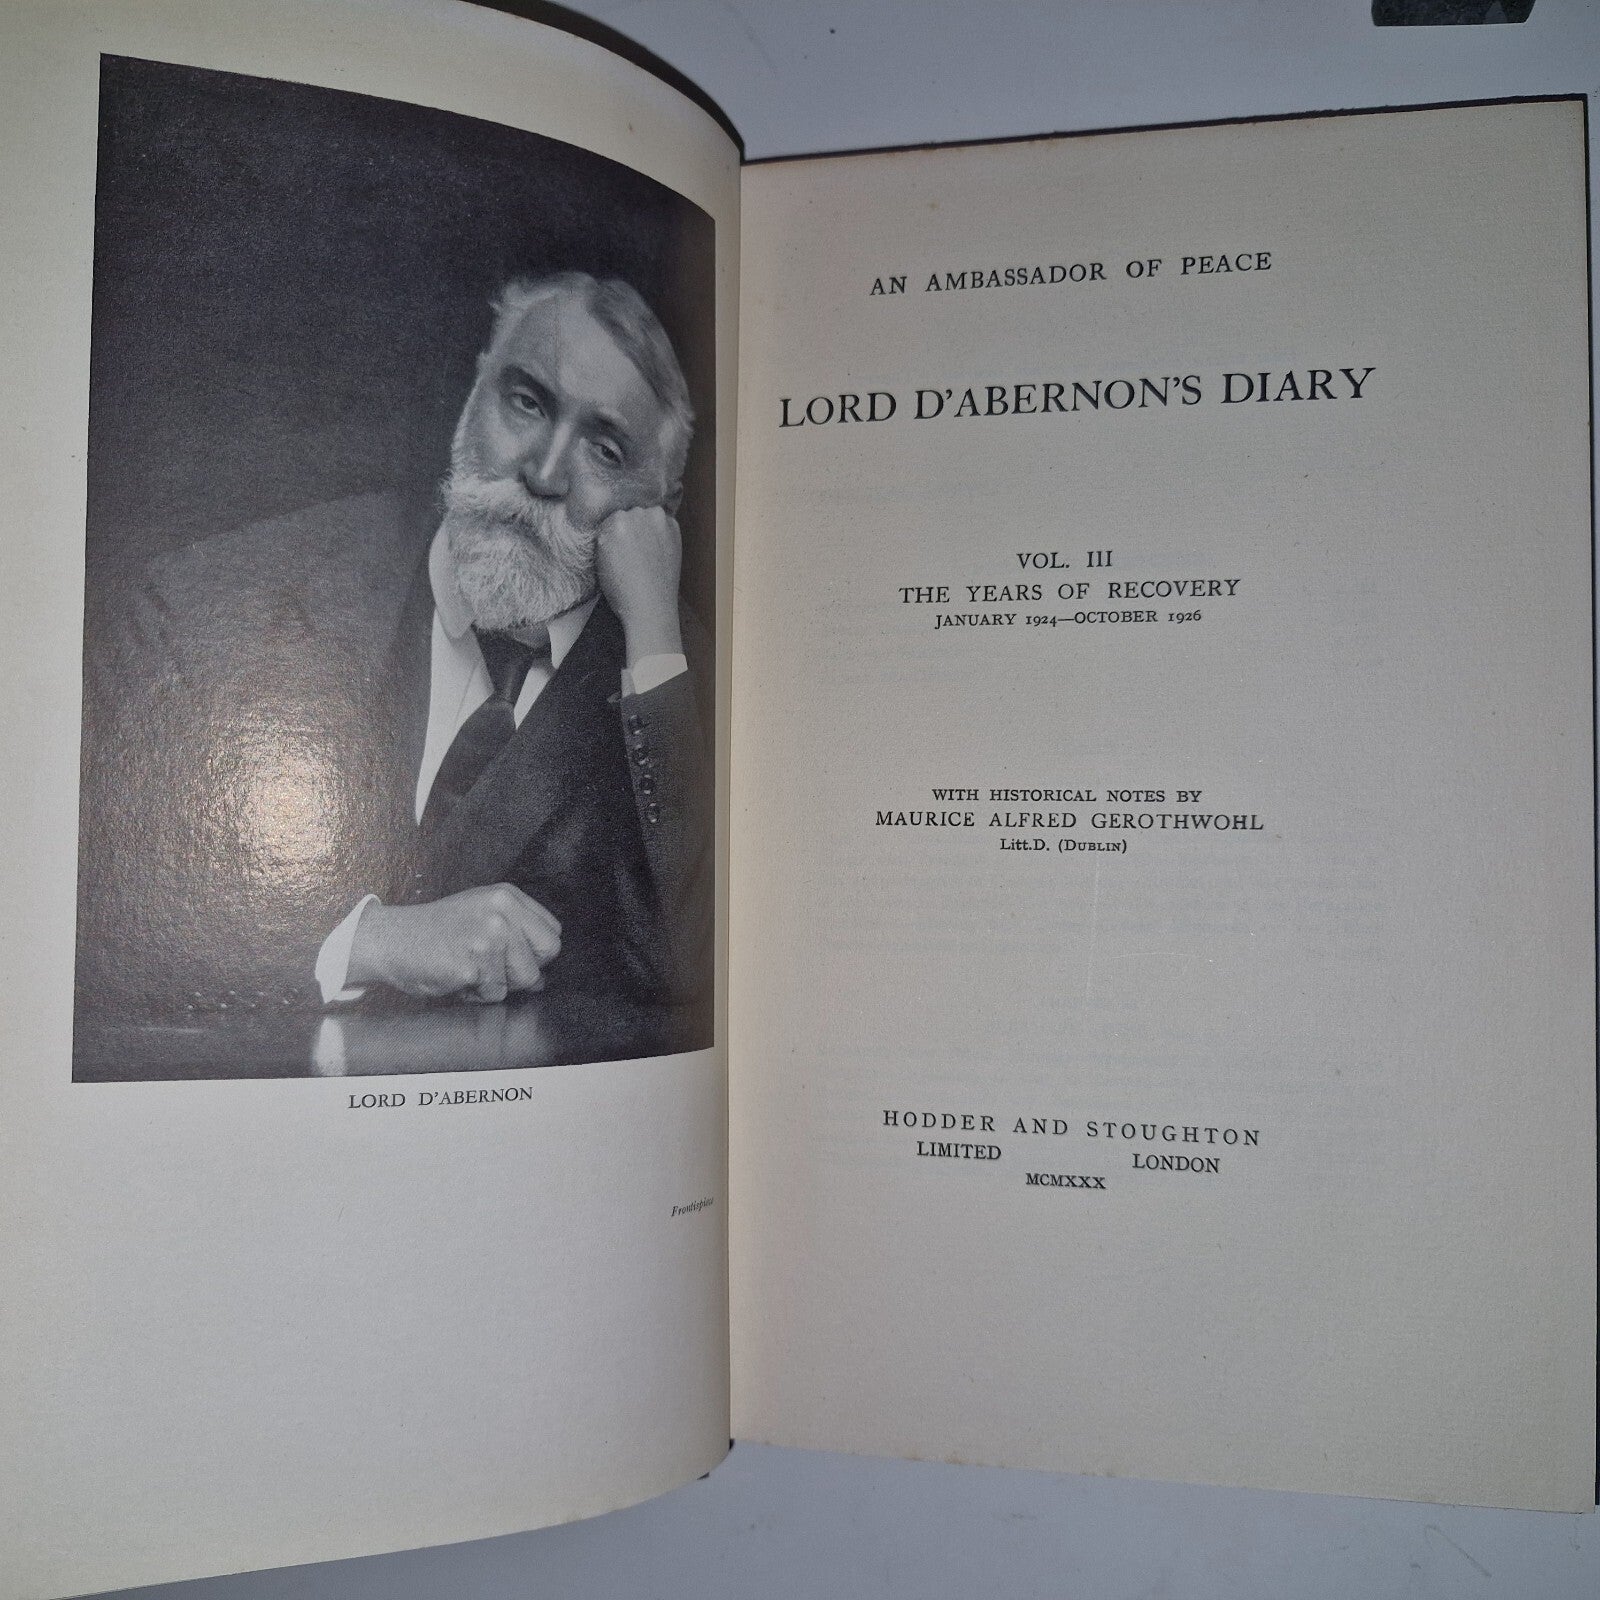 LORD D'ABERNON
Frontispiece
AN AMBASSADOR OF PEACE
LORD D'ABERNON'S DIARY
VOL. III
THE YEARS OF RECOVERY
JANUARY 1924—OCTOBER 1926
WITH HISTORICAL NOTES BY
MAURICE ALFRED GEROTHWOHL
Litt.D. (DUBLIN)
HODDER AND STOUGHTON
LIMITED LONDON
MCMXXX